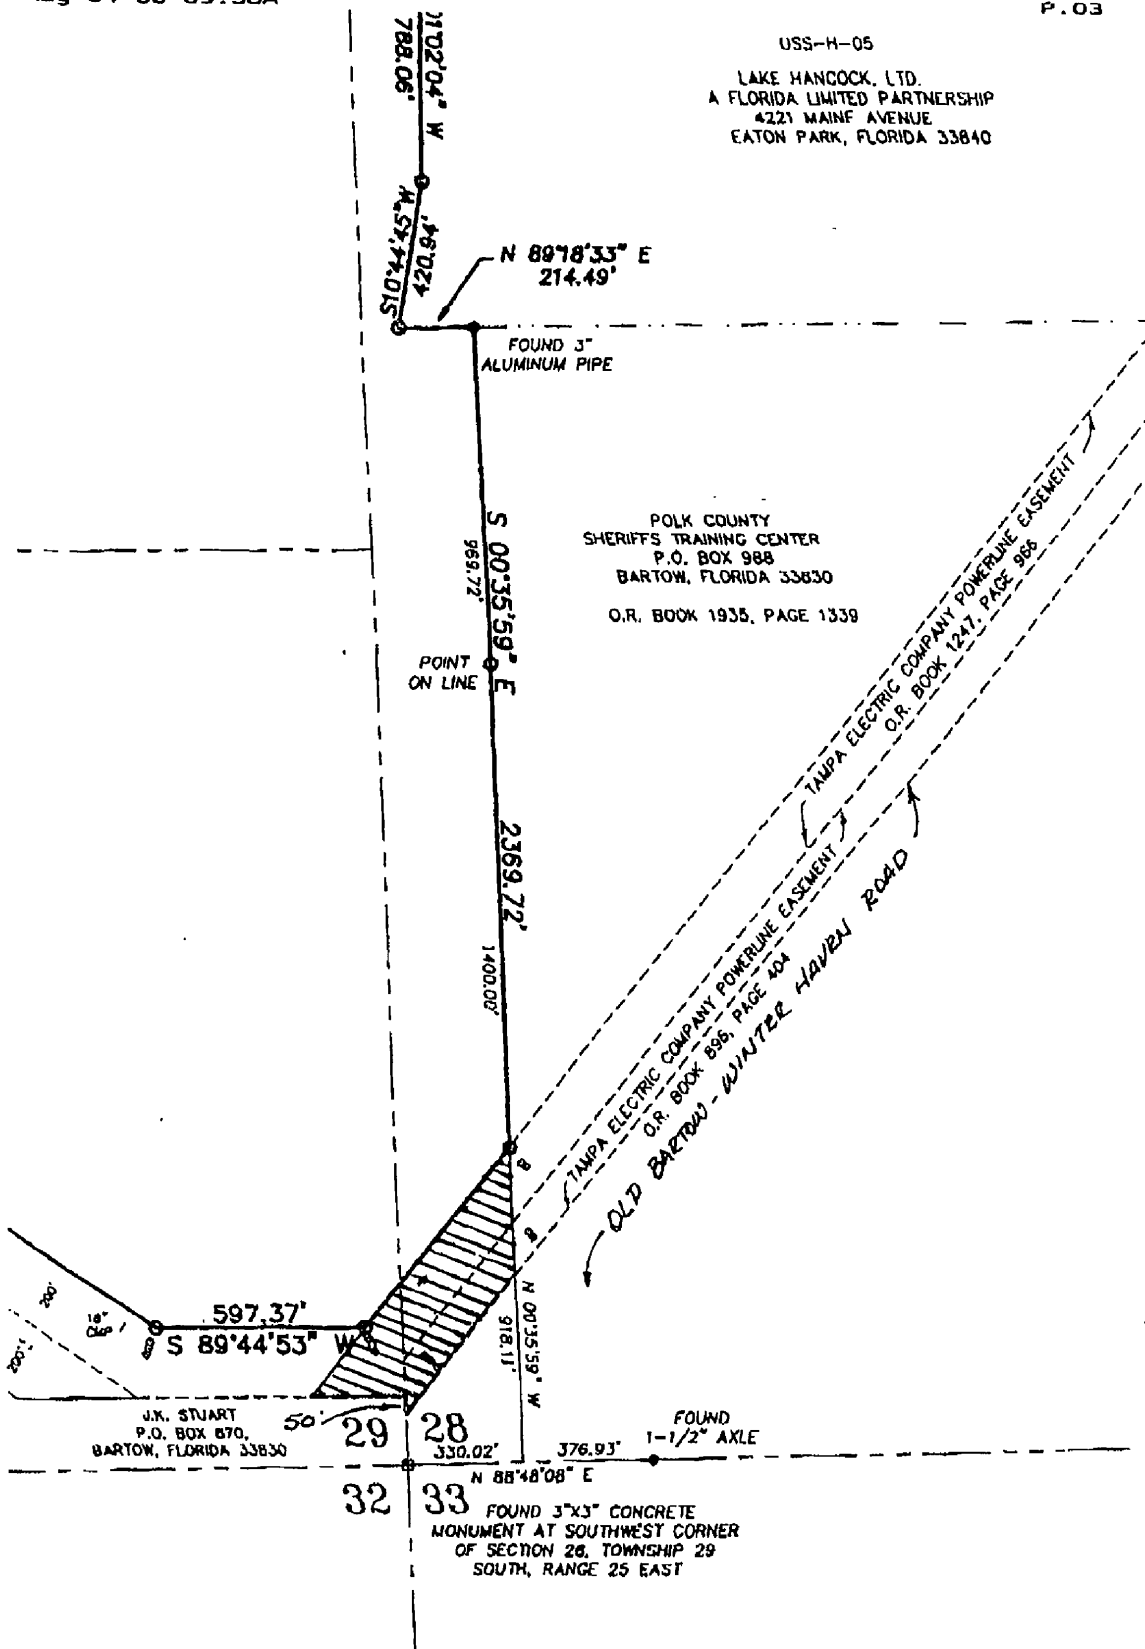 P.03
USS-H-05
LAKE HANCOCK, LTD.
A FLORIDA LIMITED PARTNERSHIP
4221 MAINE AVENUE
EATON PARK, FLORIDA 33840
01°02'04" W
788.06'
S10°44'45"W
420.94'
N 89°18'33" E
214.49'
FOUND 3"
ALUMINUM PIPE
S 00°35'59" E
969.72'
POLK COUNTY
SHERIFFS TRAINING CENTER
P.O. BOX 988
BARTOW, FLORIDA 33830
O.R. BOOK 1935, PAGE 1339
POINT
ON LINE
TAMPA ELECTRIC COMPANY POWERLINE EASEMENT
O.R. BOOK 1247, PAGE 966
2369.72'
1400.00'
TAMPA ELECTRIC COMPANY POWERLINE EASEMENT
O.R. BOOK 896, PAGE 404
OLD BARTOW - WINTER HAVEN ROAD
N 00°35'59" W
918.11'
200'
18"
200'
597.37'
S 89°44'53" W
J.K. STUART
P.O. BOX 870,
BARTOW, FLORIDA 33830
50'
29 28
330.02'
376.93'
FOUND
1-1/2" AXLE
N 88°48'08" E
32 33
FOUND 3"X3" CONCRETE
MONUMENT AT SOUTHWEST CORNER
OF SECTION 28, TOWNSHIP 29
SOUTH, RANGE 25 EAST